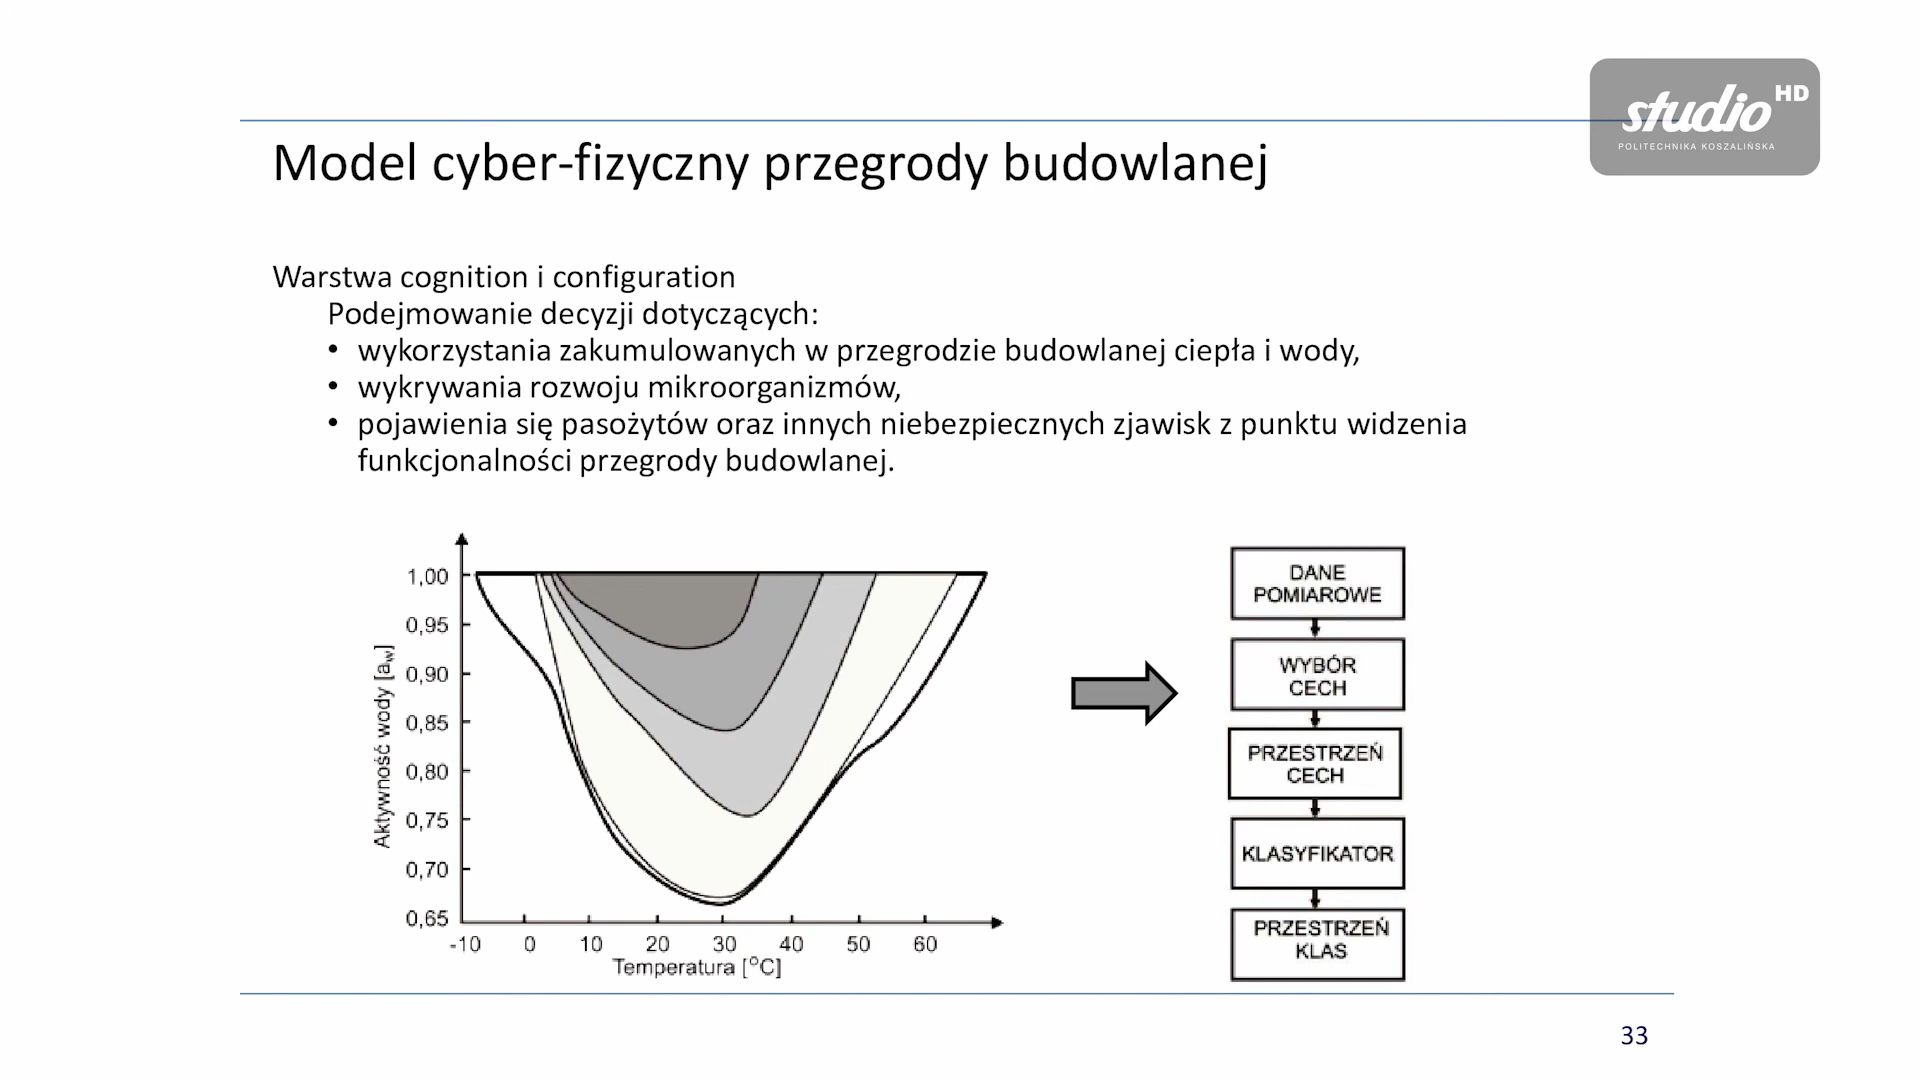 studio HD
POLITECHNIKA KOSZALIŃSKA
Model cyber-fizyczny przegrody budowlanej
Warstwa cognition i configuration
Podejmowanie decyzji dotyczących:
• wykorzystania zakumulowanych w przegrodzie budowlanej ciepła i wody,
• wykrywania rozwoju mikroorganizmów,
• pojawienia się pasożytów oraz innych niebezpiecznych zjawisk z punktu widzenia
funkcjonalności przegrody budowlanej.
Aktywność wody [aw]
1,00
0,95
0,90
0,85
0,80
0,75
0,70
0,65
-10 0 10 20 30 40 50 60
Temperatura [°C]
DANE
POMIAROWE
WYBÓR
CECH
PRZESTRZEŃ
CECH
KLASYFIKATOR
PRZESTRZEŃ
KLAS
33